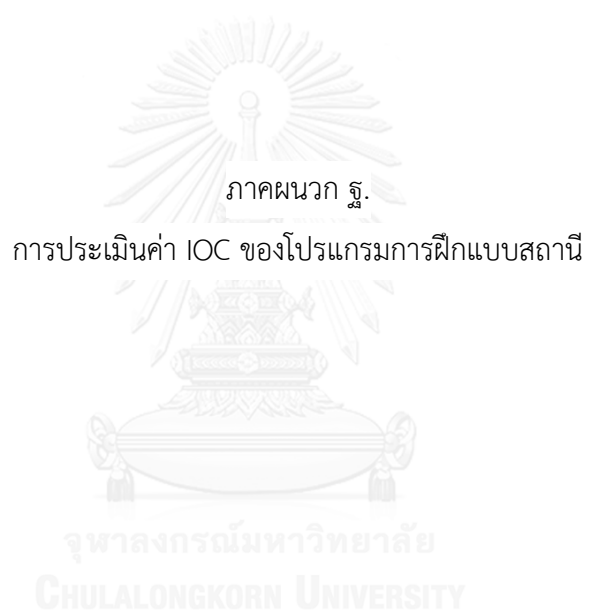 ภาคผนวก ฐ.
การประเมินค่า IOC ของโปรแกรมการฝึกแบบสถานี
จุฬาลงกรณ์มหาวิทยาลัย
CHULALONGKORN UNIVERSITY